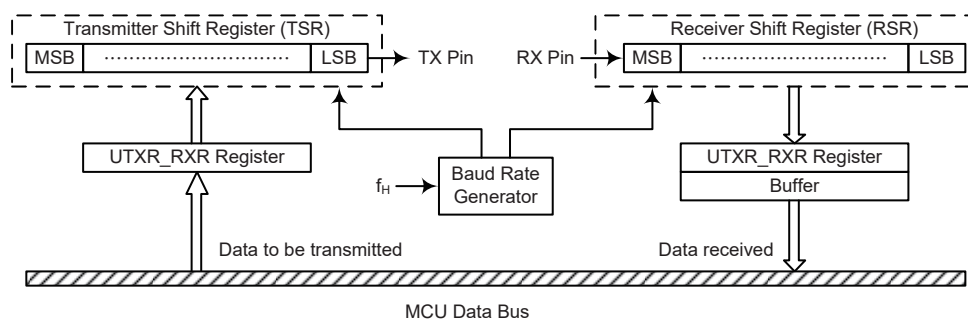 Transmitter Shift Register (TSR)
MSB ………………………… LSB
TX Pin
RX Pin
Receiver Shift Register (RSR)
MSB ………………………… LSB
UTXR_RXR Register
fH
Baud Rate
Generator
UTXR_RXR Register
Buffer
Data to be transmitted
Data received
MCU Data Bus